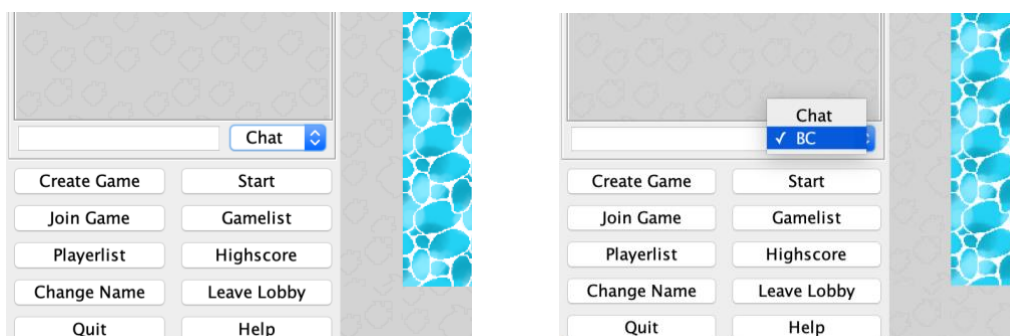 Chat
Create Game Start
Join Game Gamelist
Playerlist Highscore
Change Name Leave Lobby
Quit Help
Chat
✓ BC
Create Game Start
Join Game Gamelist
Playerlist Highscore
Change Name Leave Lobby
Quit Help